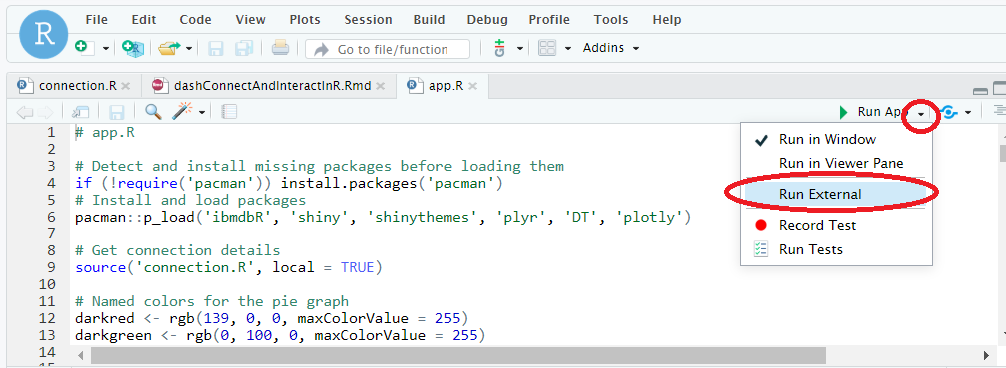 R File Edit Code View Plots Session Build Debug Profile Tools Help
Go to file/function Addins
connection.R dashConnectAndInteractInR.Rmd app.R
Run App
1 # app.R
2
3 # Detect and install missing packages before loading them
4 if (!require('pacman')) install.packages('pacman')
5 # Install and load packages
6 pacman::p_load('ibmdbR', 'shiny', 'shinythemes', 'plyr', 'DT', 'plotly')
7
8 # Get connection details
9 source('connection.R', local = TRUE)
10
11 # Named colors for the pie graph
12 darkred <- rgb(139, 0, 0, maxColorValue = 255)
13 darkgreen <- rgb(0, 100, 0, maxColorValue = 255)
14
Run in Window
Run in Viewer Pane
Run External
Record Test
Run Tests